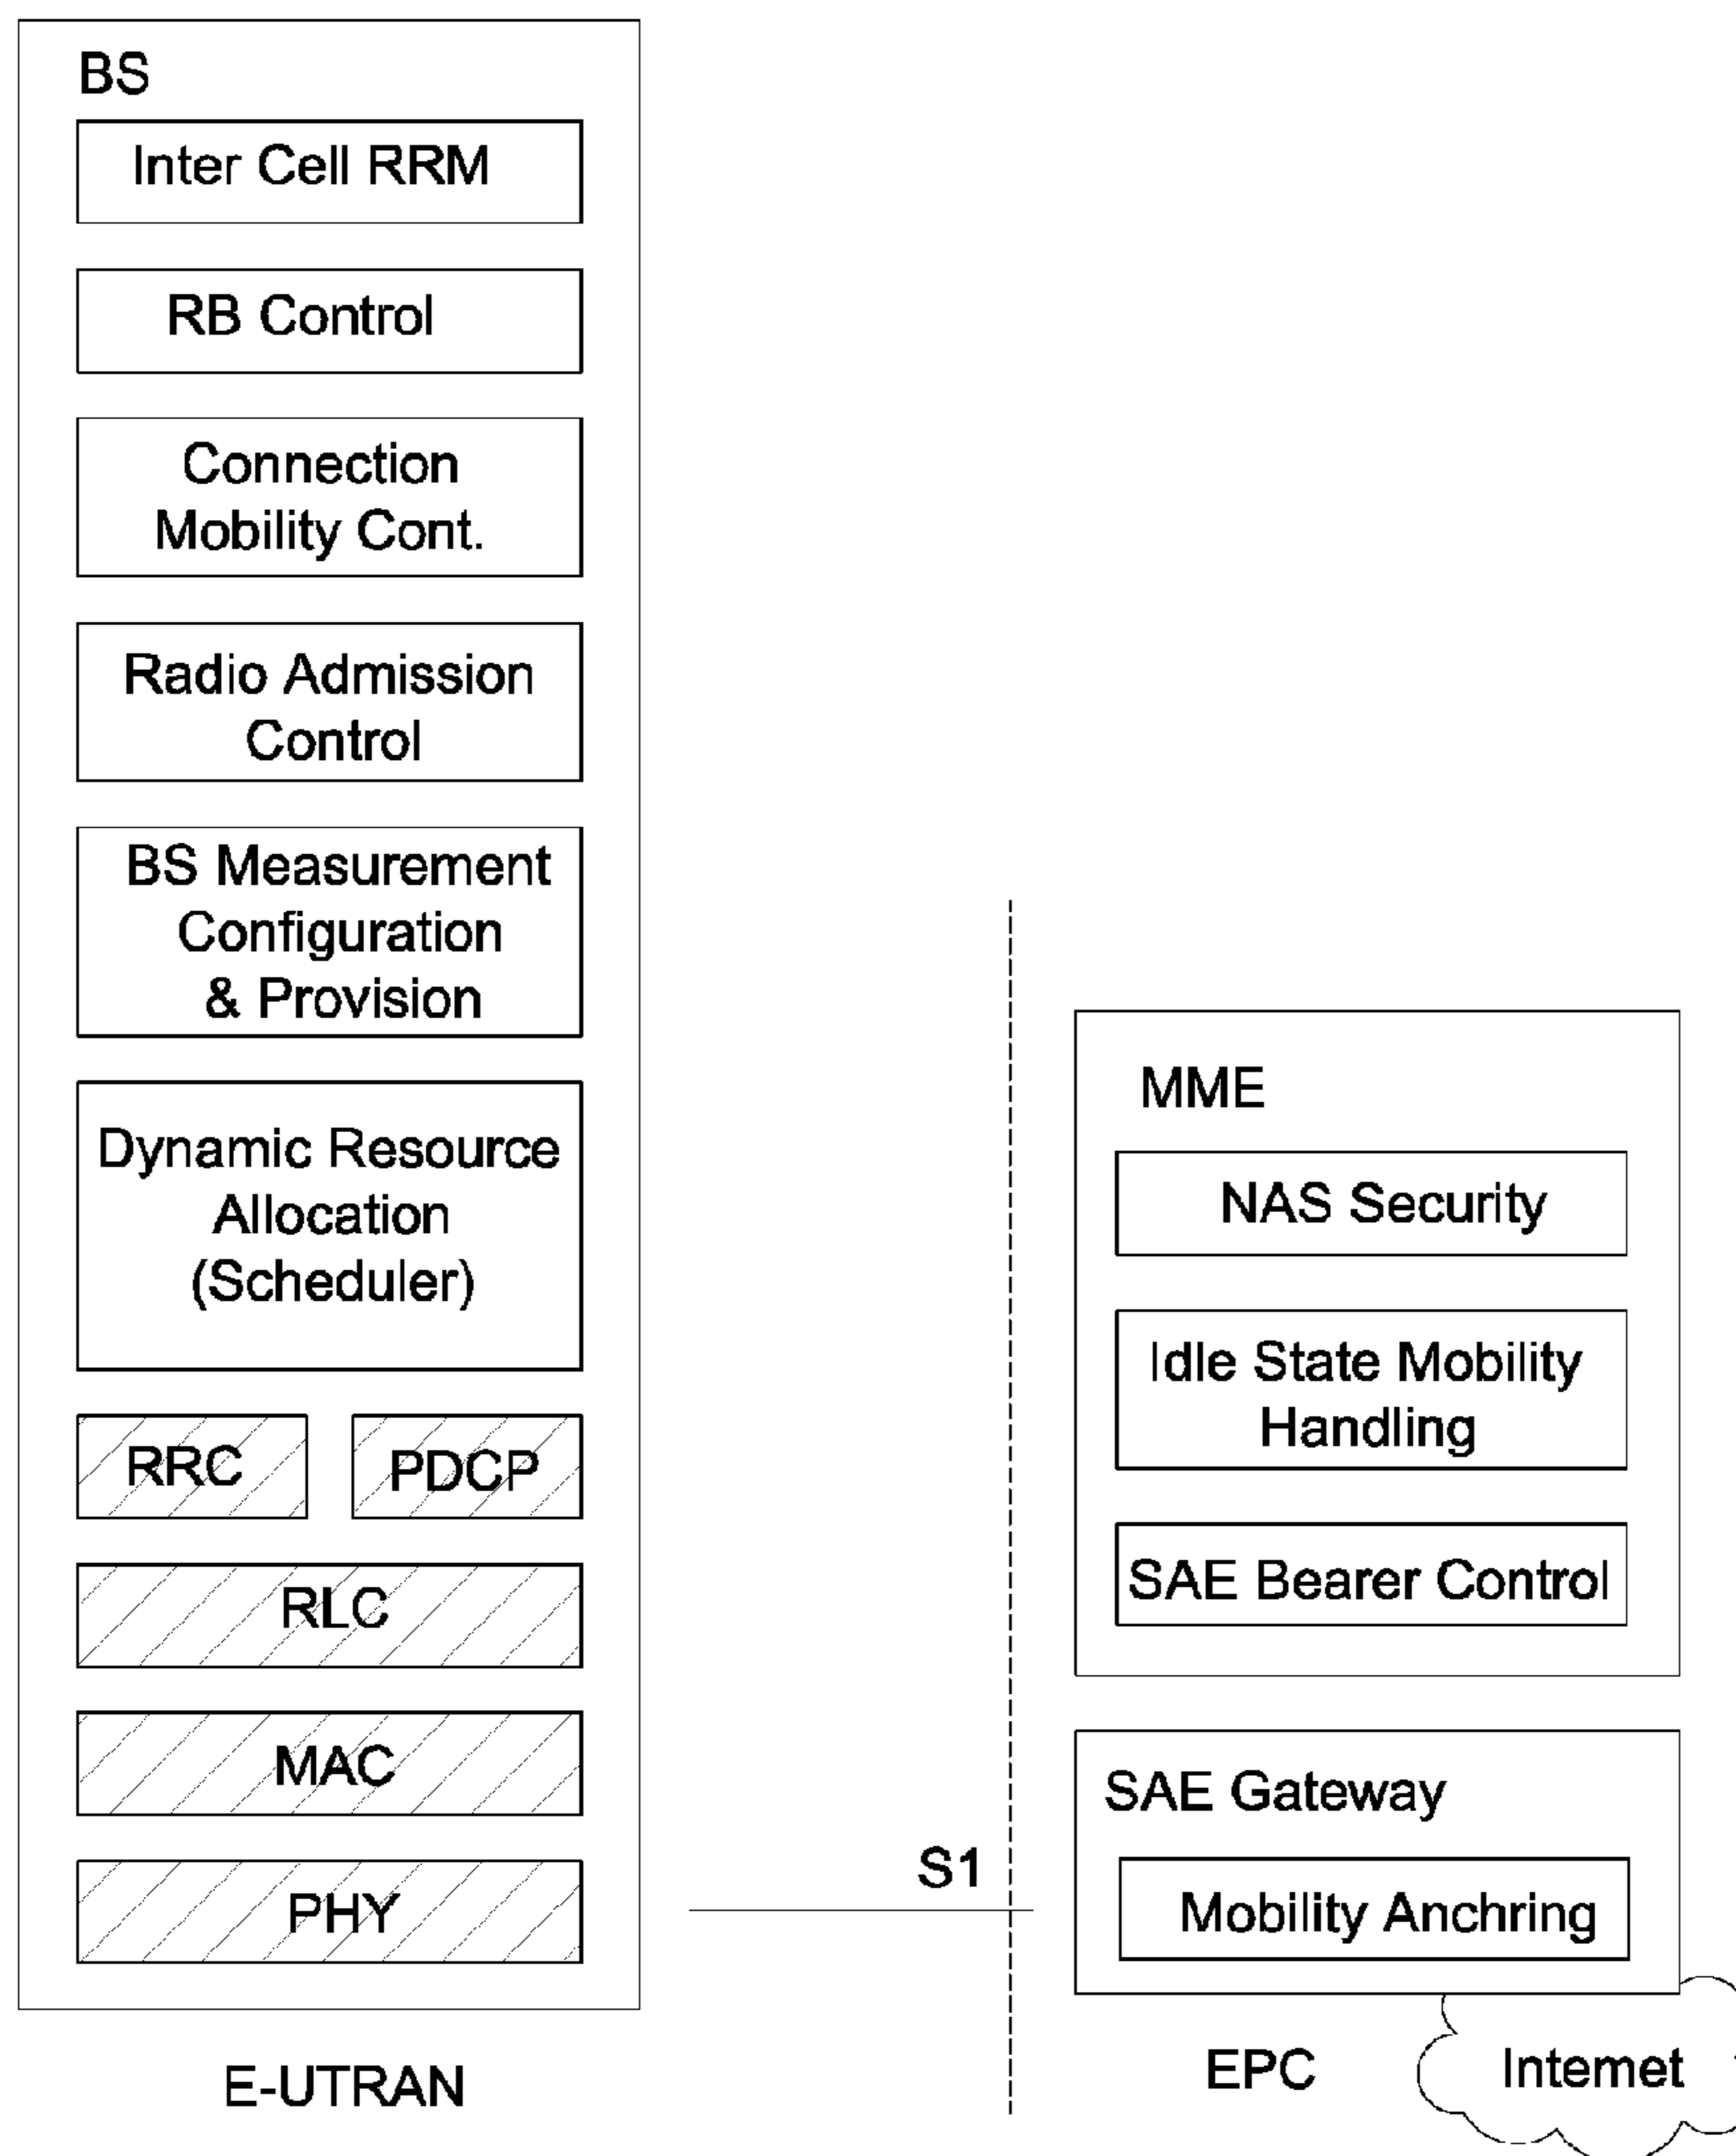 BS
Inter Cell RRM
RB Control
Connection
Mobility Cont.
Radio Admission
Control
BS Measurement
Configuration
& Provision
Dynamic Resource
Allocation
(Scheduler)
RRC
PDCP
RLC
MAC
PHY
E-UTRAN
S1
MME
NAS Security
Idle State Mobility
Handling
SAE Bearer Control
SAE Gateway
Mobility Anchring
EPC
Internet